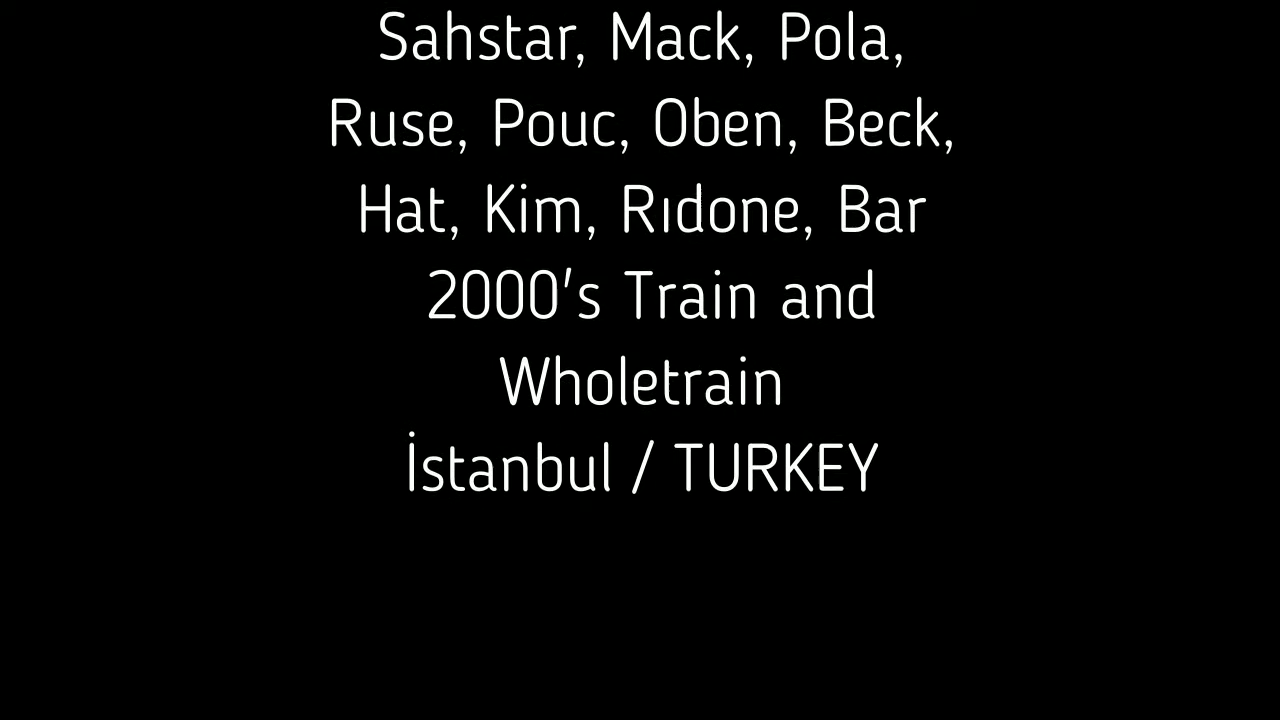 Sahstar, Mack, Pola,
Ruse, Pouc, Oben, Beck,
Hat, Kim, Rıdone, Bar
2000's Train and
Wholetrain
İstanbul / TURKEY